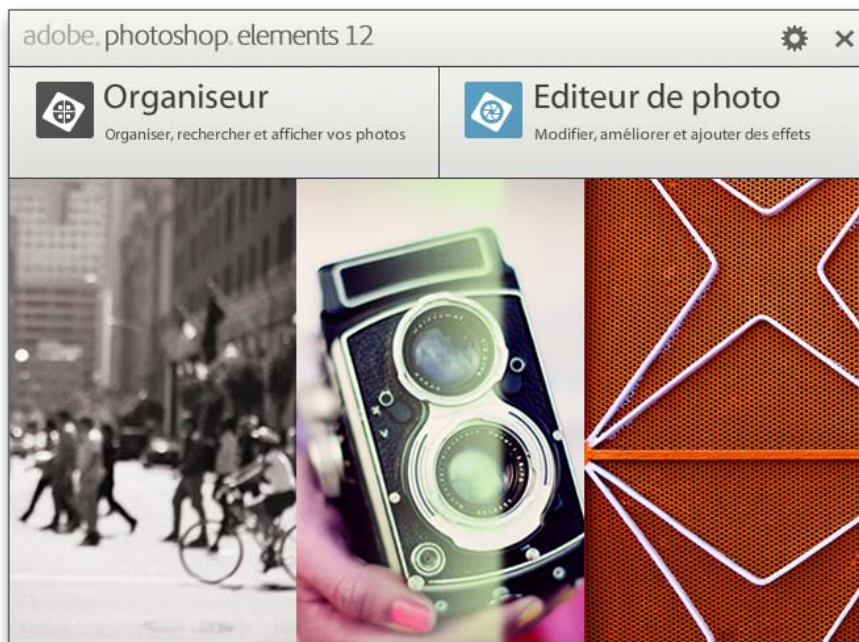 adobe. photoshop. elements 12
Organiseur
Organiser, rechercher et afficher vos photos
Editeur de photo
Modifier, améliorer et ajouter des effets